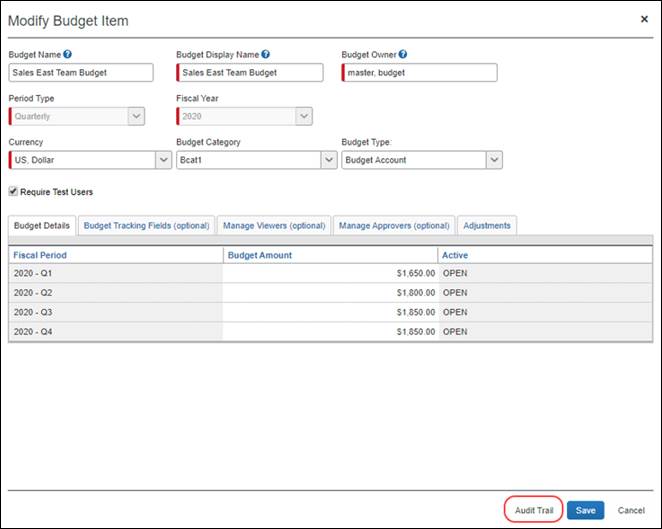 Modify Budget Item
Budget Name Budget Display Name Budget Owner
Sales East Team Budget Sales East Team Budget master, budget
Period Type Fiscal Year
Quarterly 2020
Currency Budget Category Budget Type:
US, Dollar Bcat1 Budget Account
Require Test Users
Budget Details Budget Tracking Fields (optional) Manage Viewers (optional) Manage Approvers (optional) Adjustments
Fiscal Period Budget Amount Active
2020 - Q1 $1,650.00 OPEN
2020 - Q2 $1,800.00 OPEN
2020 - Q3 $1,850.00 OPEN
2020 - Q4 $1,850.00 OPEN
Audit Trail Save Cancel